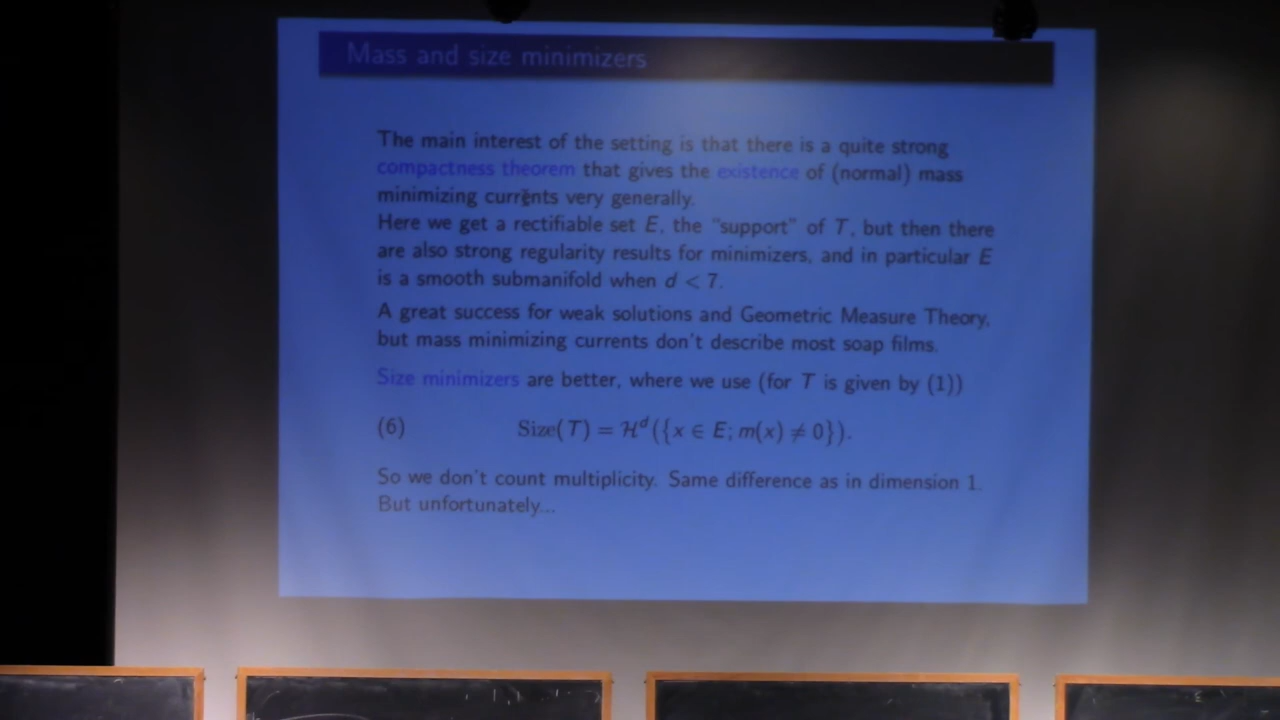 Mass and size minimizers
The main interest of the setting is that there is a quite strong
compactness theorem that gives the existence of (normal) mass
minimizing currents very generally.
Here we get a rectifiable set E, the "support" of T, but then there
are also strong regularity results for minimizers, and in particular E
is a smooth submanifold when d < 7.
A great success for weak solutions and Geometric Measure Theory,
but mass minimizing currents don't describe most soap films.
Size minimizers are better, where we use (for T is given by (1))
(6) Size(T) = ℋᵈ({x ∈ E; m(x) ≠ 0}).
So we don't count multiplicity. Same difference as in dimension 1.
But unfortunately...